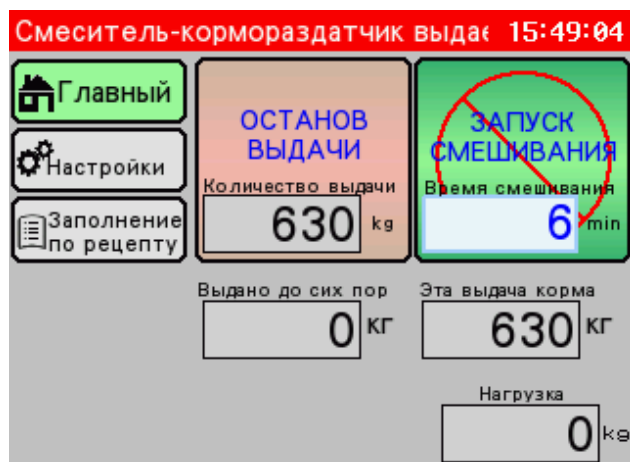 Смеситель-кормораздатчик выдае 15:49:04
Главный
Настройки
Заполнение
по рецепту
ОСТАНОВ
ВЫДАЧИ
Количество выдачи
630 kg
ЗАПУСК
СМЕШИВАНИЯ
Время смешивания
6 min
Выдано до сих пор
0 кг
Эта выдача корма
630 кг
Нагрузка
0 kg